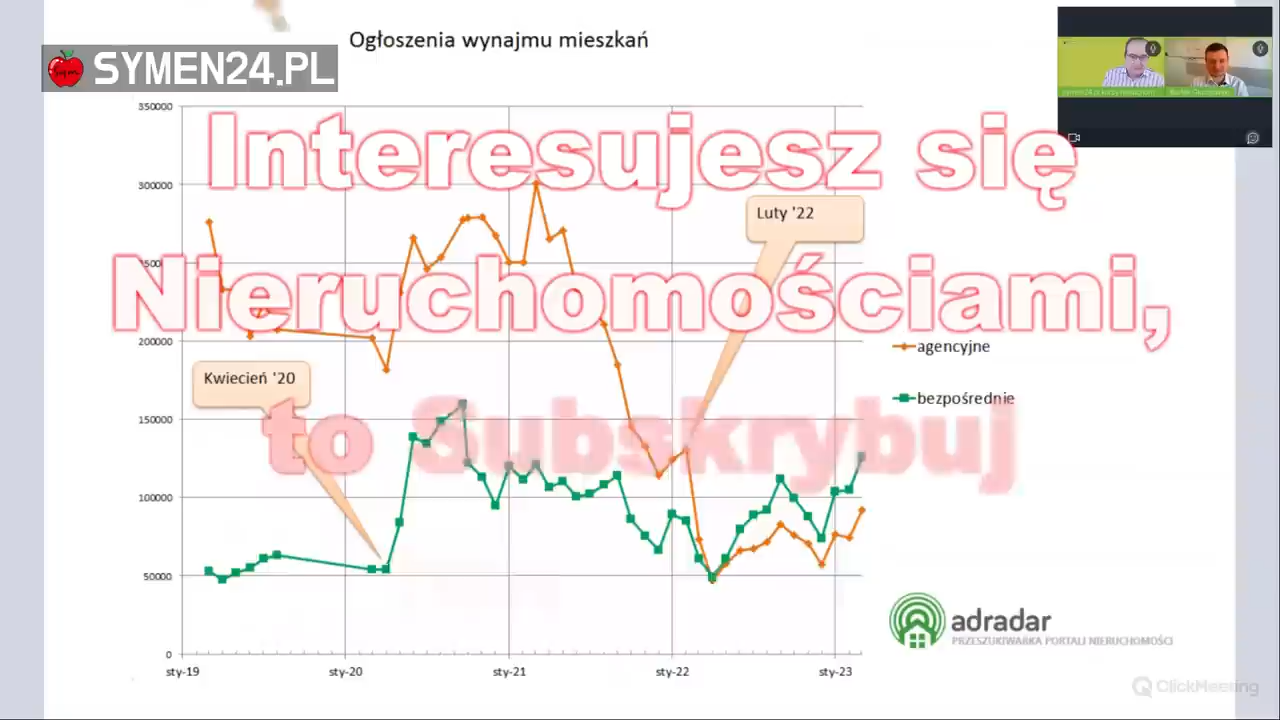 Ogłoszenia wynajmu mieszkań
SYMEN24.PL
Interesujesz się
Nieruchomościami,
to Subskrybuj
350000
300000
200000
150000
100000
50000
0
sty-19
sty-20
sty-21
sty-22
sty-23
Luty '22
Kwiecień '20
agencyjne
bezpośrednie
adradar
PRZESZUKIWARKA PORTALI NIERUCHOMOŚCI
ClickMeeting